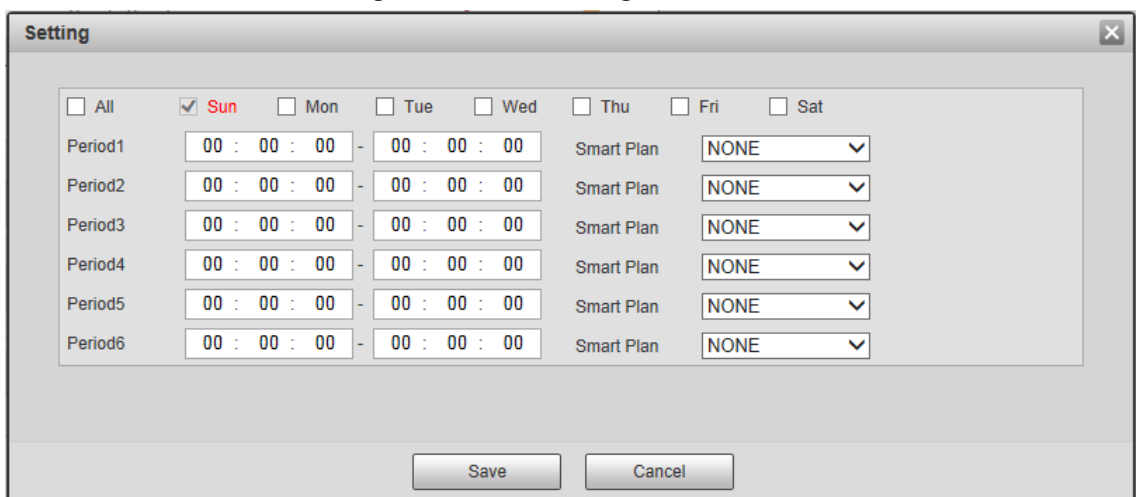 Setting
All Sun Mon Tue Wed Thu Fri Sat
Period1 00 : 00 : 00 - 00 : 00 : 00 Smart Plan NONE
Period2 00 : 00 : 00 - 00 : 00 : 00 Smart Plan NONE
Period3 00 : 00 : 00 - 00 : 00 : 00 Smart Plan NONE
Period4 00 : 00 : 00 - 00 : 00 : 00 Smart Plan NONE
Period5 00 : 00 : 00 - 00 : 00 : 00 Smart Plan NONE
Period6 00 : 00 : 00 - 00 : 00 : 00 Smart Plan NONE
Save Cancel